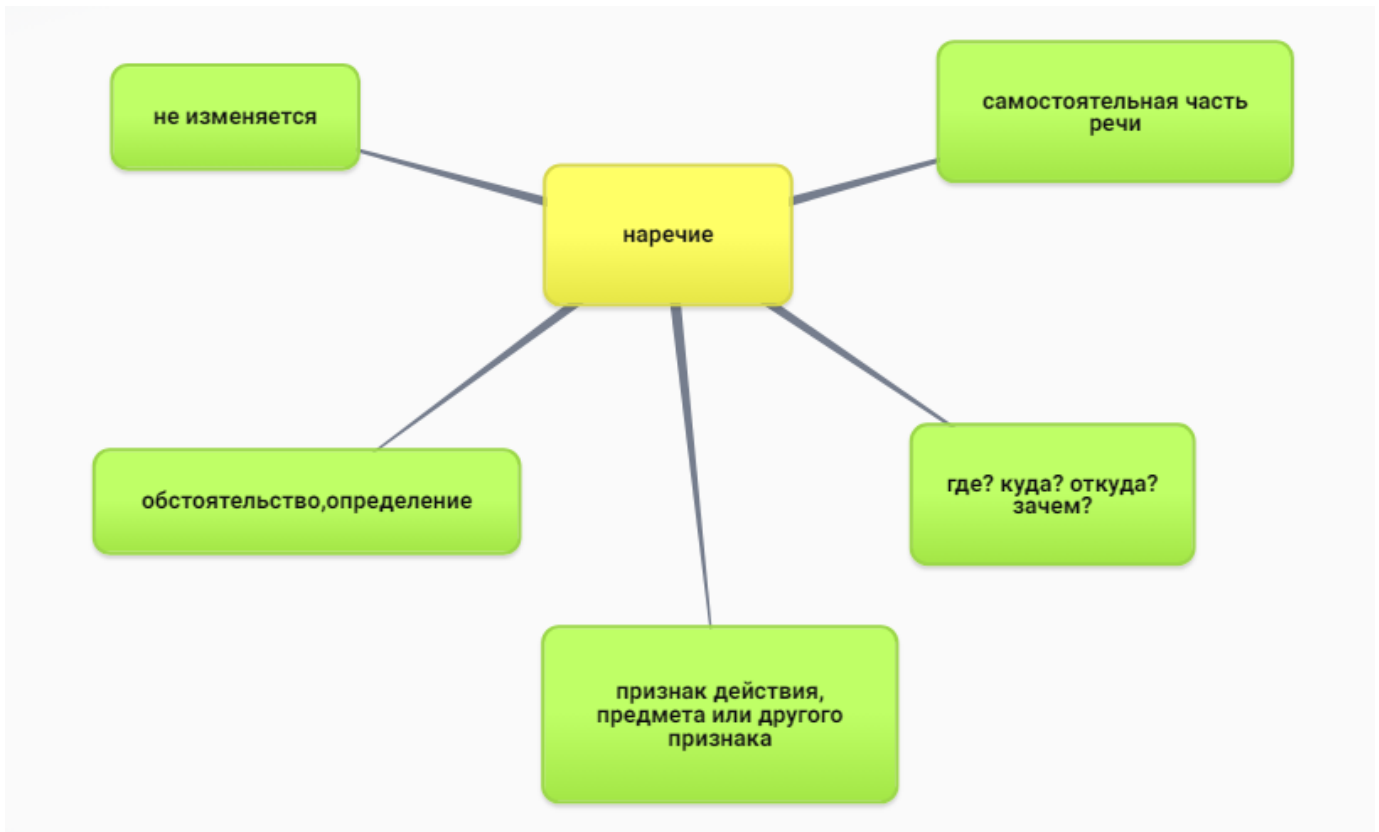 не изменяется
самостоятельная часть
речи
наречие
обстоятельство,определение
где? куда? откуда?
зачем?
признак действия,
предмета или другого
признака